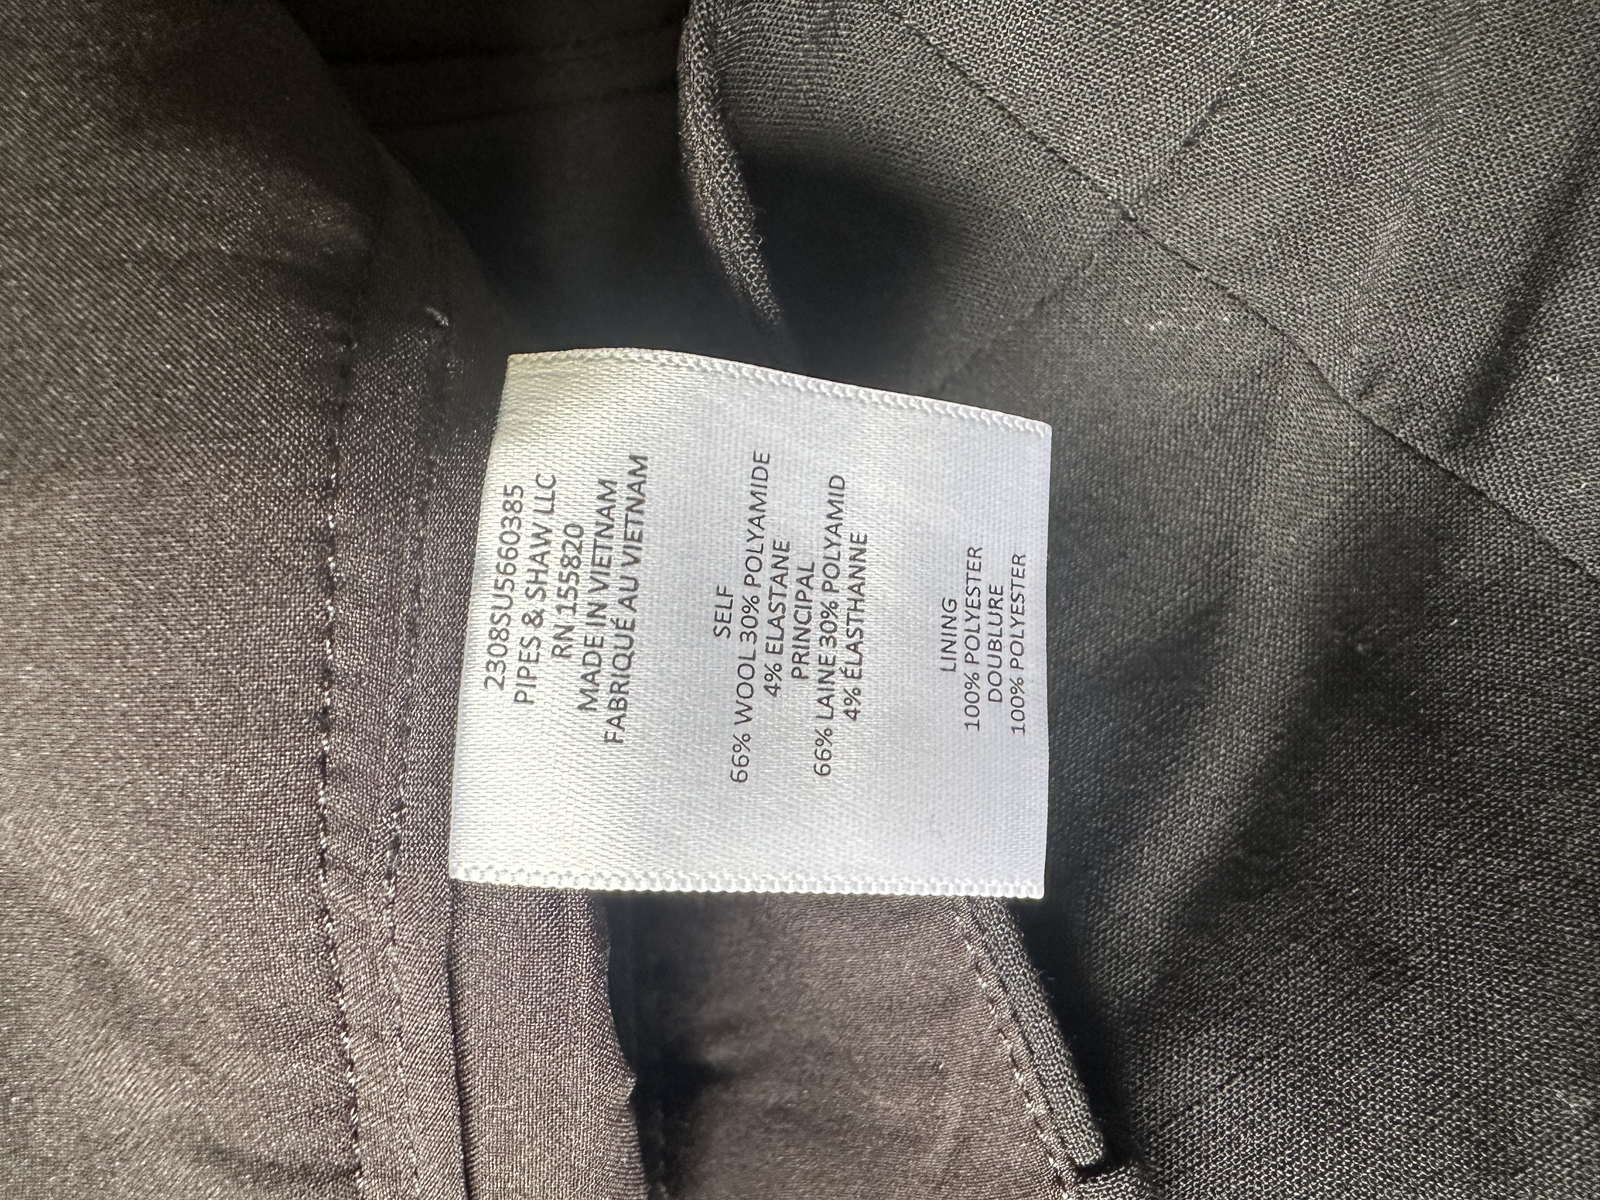 2308SU5660385
PIPES & SHAW LLC
RN 155820
MADE IN VIETNAM
FABRIQUÉ AU VIETNAM
SELF
66% WOOL 30% POLYAMIDE
4% ELASTANE
PRINCIPAL
66% LAINE 30% POLYAMID
4% ÉLASTHANNE
LINING
100% POLYESTER
DOUBLURE
100% POLYESTER